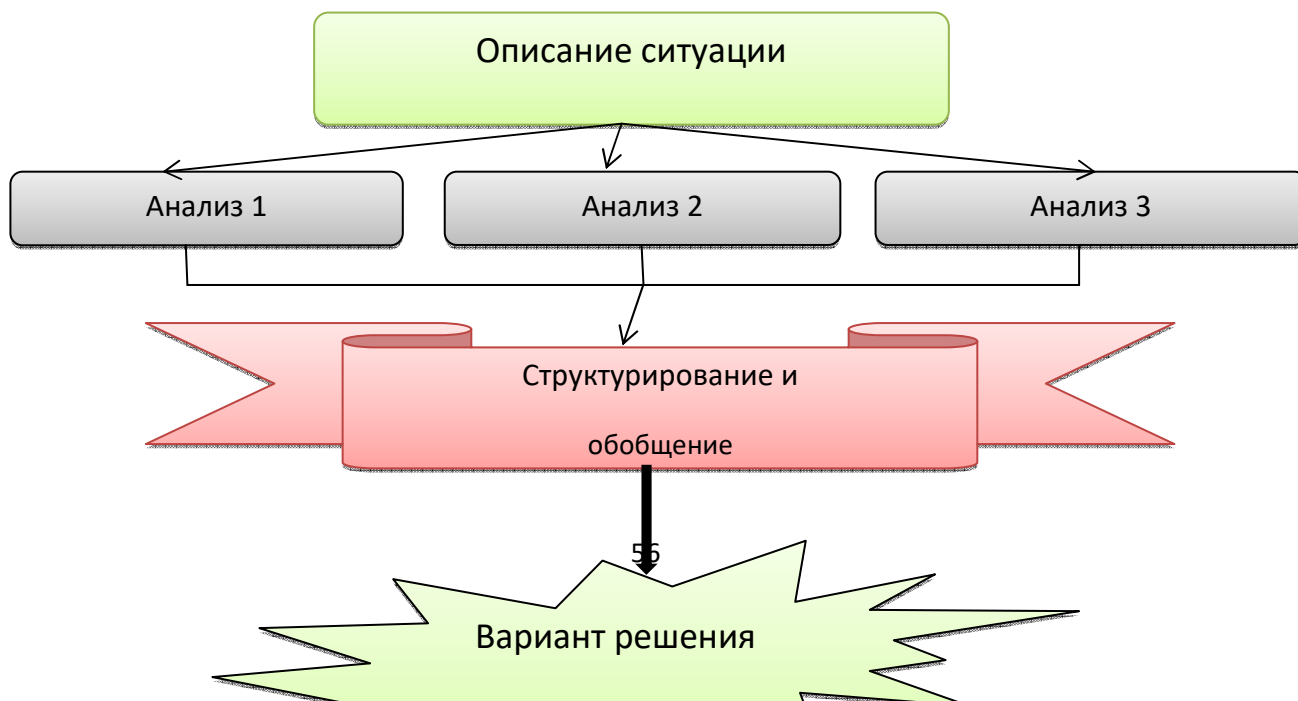 Описание ситуации
Анализ 1
Анализ 2
Анализ 3
Структурирование и
обобщение
56
Вариант решения